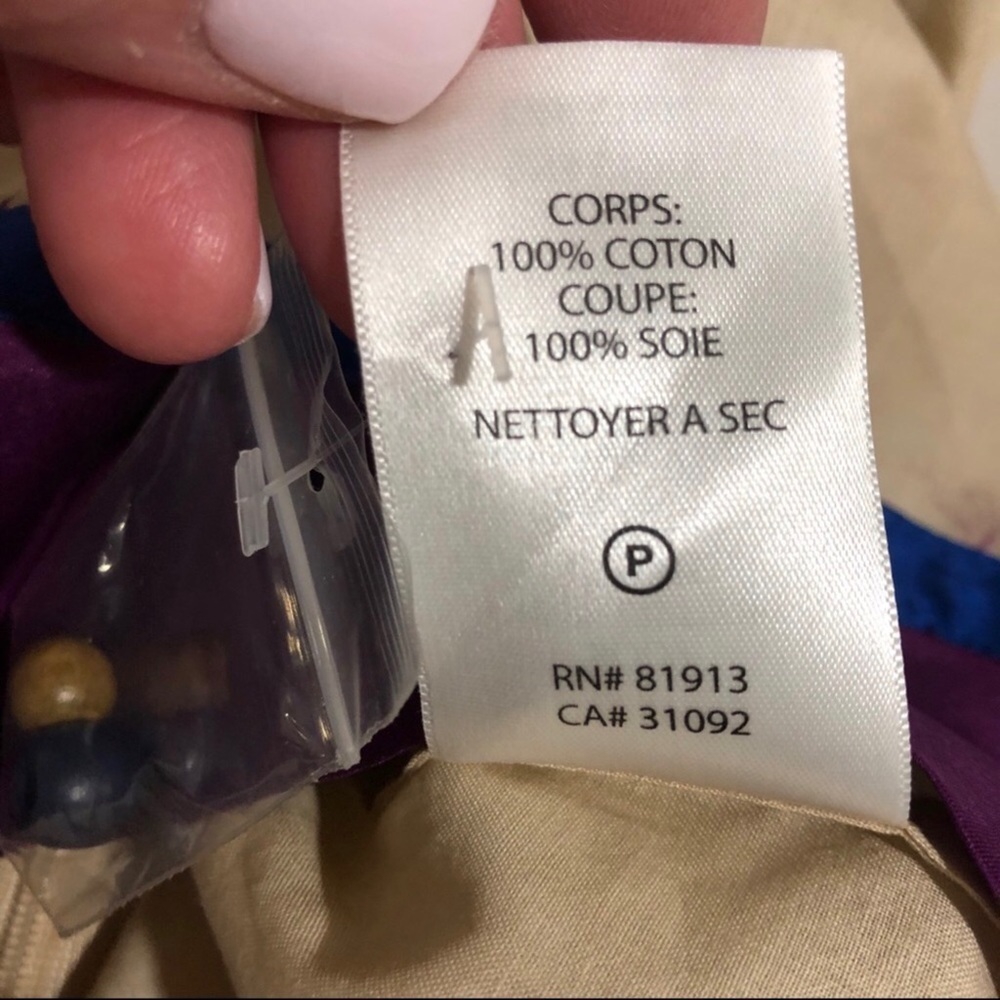 CORPS:
100% COTON
COUPE:
100% SOIE
NETTOYER A SEC
P
RN# 81913
CA# 31092